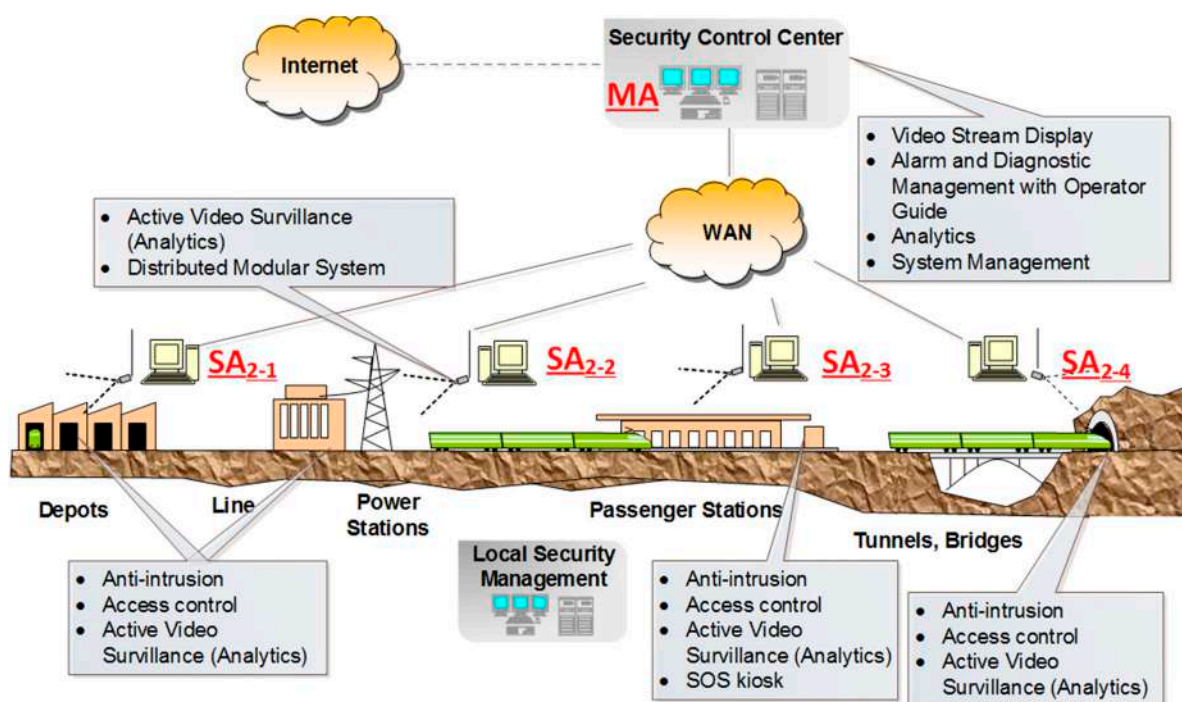 Internet
Security Control Center
MA
• Video Stream Display
• Alarm and Diagnostic
Management with Operator
Guide
• Analytics
• System Management
WAN
• Active Video Survillance
(Analytics)
• Distributed Modular System
SA2-1
SA2-2
SA2-3
SA2-4
Depots
Line
Power
Stations
Passenger Stations
Tunnels, Bridges
Local Security
Management
• Anti-intrusion
• Access control
• Active Video
Survillance (Analytics)
• Anti-intrusion
• Access control
• Active Video
Survillance (Analytics)
• SOS kiosk
• Anti-intrusion
• Access control
• Active Video
Survillance (Analytics)